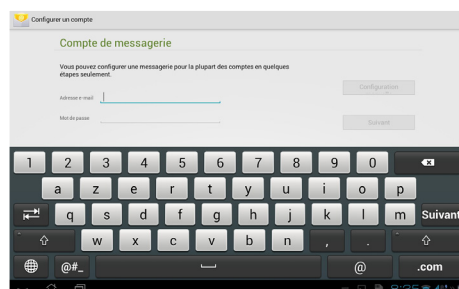 Configurer un compte
Compte de messagerie
Vous pouvez configurer une messagerie pour la plupart des comptes en quelques
étapes seulement.
Adresse e-mail
Configuration
Mot de passe
Suivant
1 2 3 4 5 6 7 8 9 0
a z e r t y u i o p
q s d f g h j k l m Suivant
w x c v b n , .
@#_ @ .com